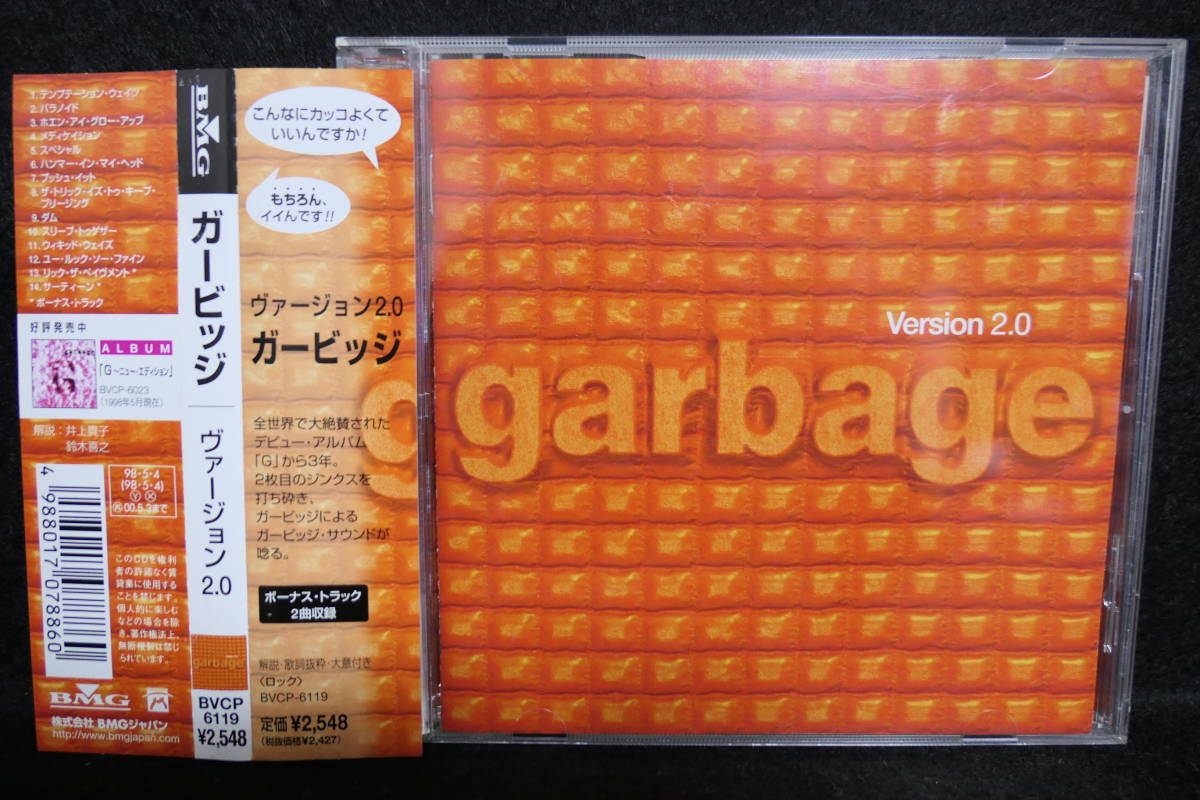 1. テンプテーション・ウェイツ
2. パラノイド
3. ホエン・アイ・グロー・アップ
4. メディケイション
5. スペシャル
6. ハンマー・イン・マイ・ヘッド
7. プッシュ・イット
8. ザ・トリック・イズ・トゥ・キープ・
ブリージング
9. ダム
10. スリープ・トゥゲザー
11. ウィキッド・ウェイズ
12. ユー・ルック・ソー・ファイン
13. リック・ザ・ペイヴメント*
14. サーティーン*
*ボーナス・トラック
好評発売中
ALBUM
「G〜ニュー・エディション」
BVCP-6023
(1998年5月現在)
解説:井上貴子
鈴木喜之
4 988017 078860
98・5・4
(98・5・4)
Ⓨ Ⓧ
00.5.3まで
このCDを権利
者の許諾なく賃
貸業に使用する
ことを禁じます。
個人的に楽しむ
などの場合を除
き、著作権法上、
無断複製は禁じ
られています。
BMG
株式会社 BMGジャパン
http://www.bmgjapan.com
BMG
ガービッジ
ヴァージョン2.0
garbage
BVCP
6119
¥2,548
こんなにカッコよくて
いいんですか!
もちろん、
イイんです!!
ヴァージョン2.0
ガービッジ
全世界で大絶賛された
デビュー・アルバム
「G」から3年。
2枚目のジンクスを
打ち砕き、
ガービッジによる
ガービッジ・サウンドが
唸る。
ボーナス・トラック
2曲収録
解説・歌詞抜粋・大意付き
〈ロック〉
BVCP-6119
定価¥2,548
(税抜価格¥2,427)
Version 2.0
garbage